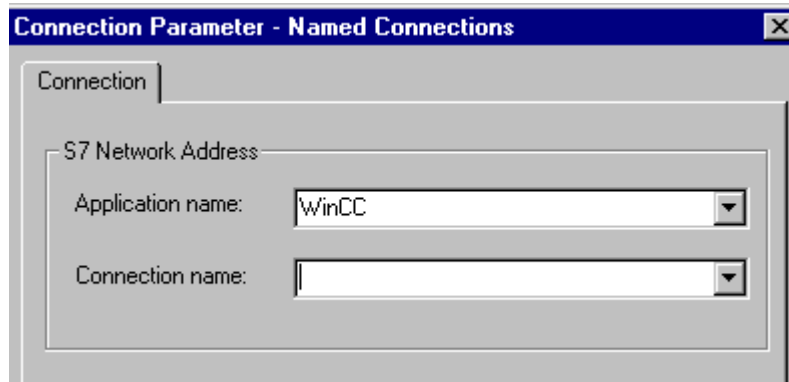 Connection Parameter - Named Connections
Connection
S7 Network Address
Application name: WinCC
Connection name: